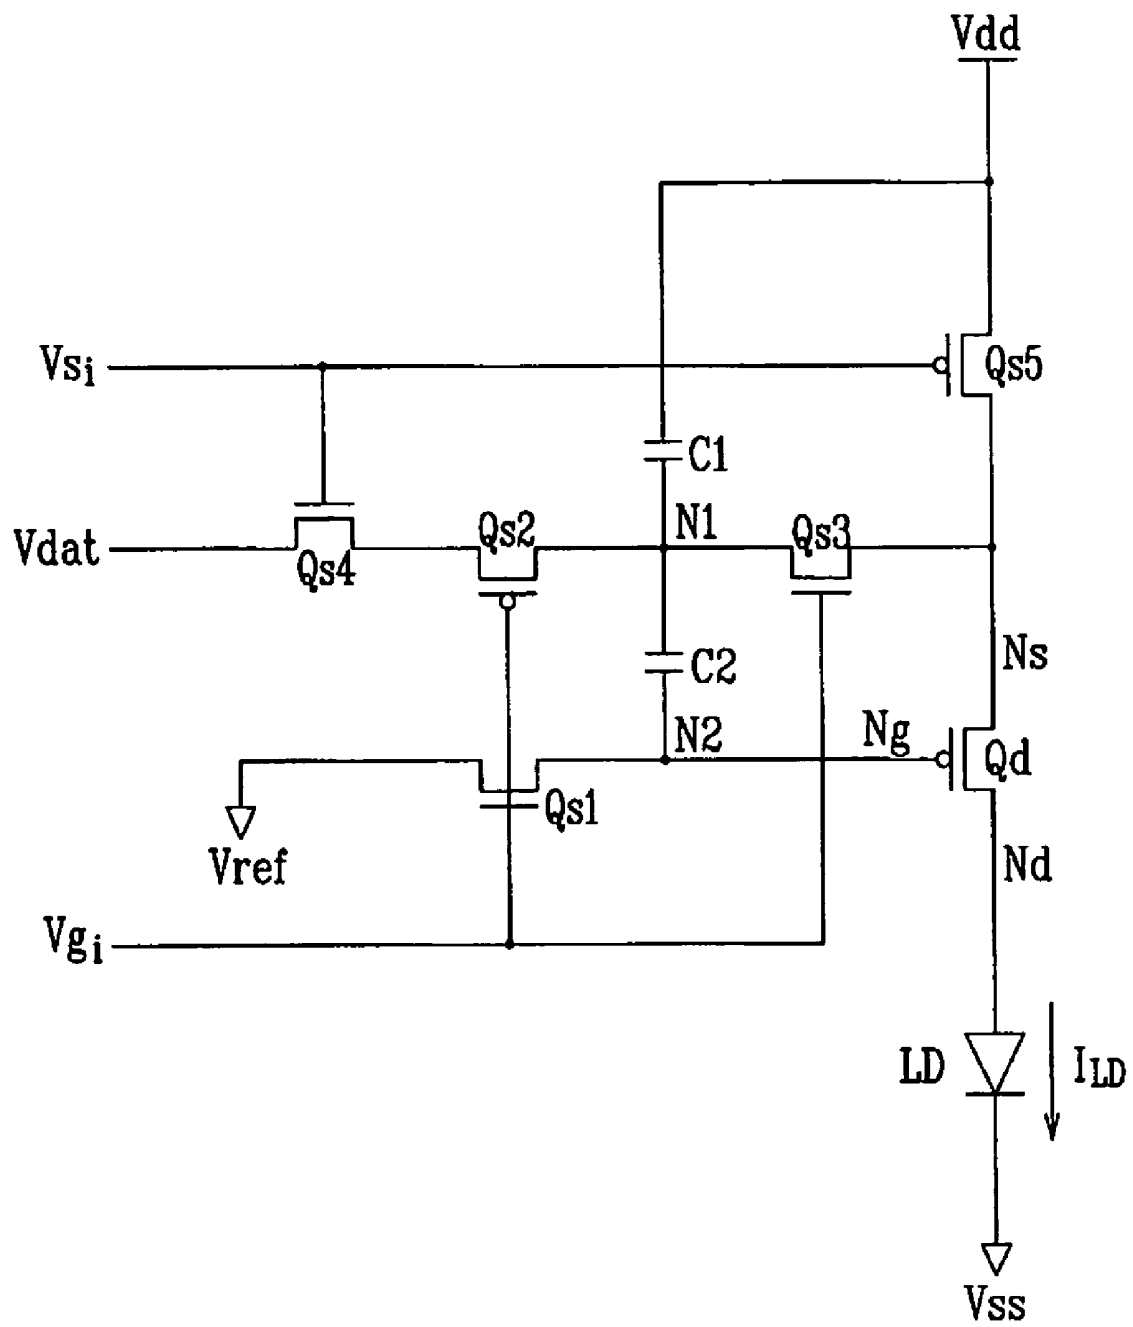 Vdd
Vsi
Qs5
C1
N1
Qs2
Qs3
Vdat
Qs4
Ns
C2
N2
Ng
Qd
Qs1
Vref
Nd
Vgi
LD
ILD
Vss